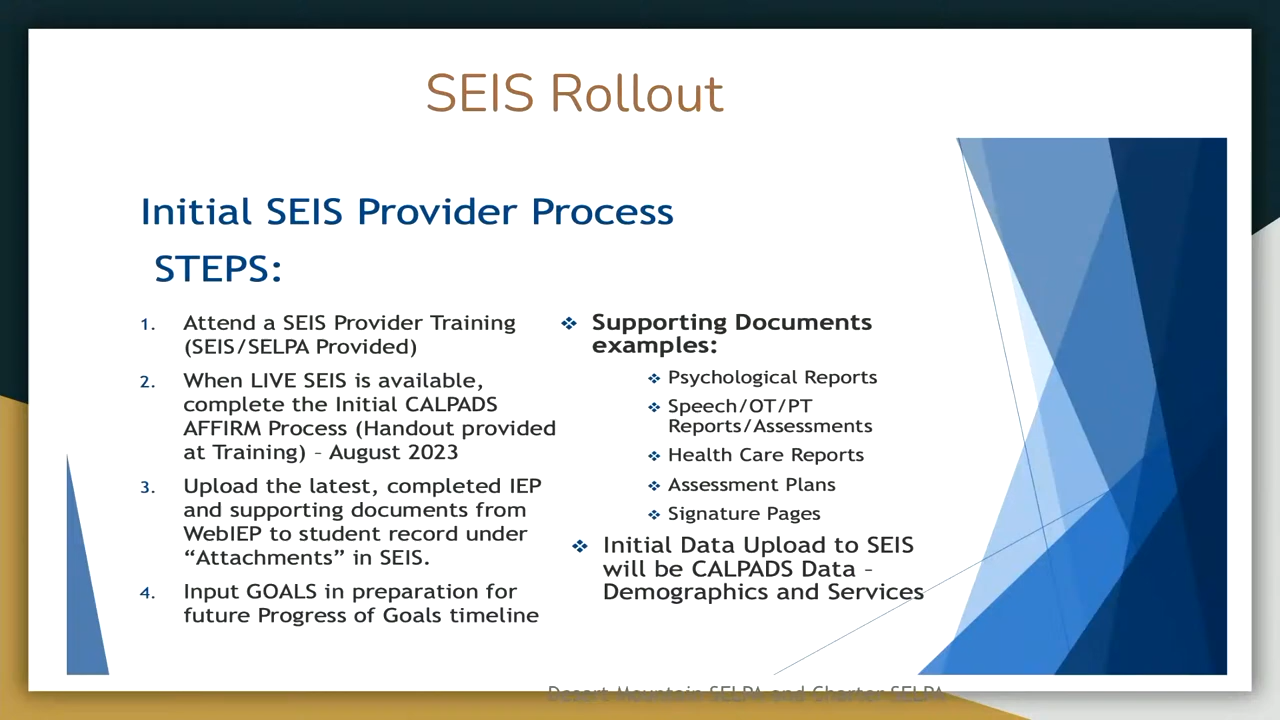 SEIS Rollout
Initial SEIS Provider Process
STEPS:
1. Attend a SEIS Provider Training
(SEIS/SELPA Provided)
2. When LIVE SEIS is available,
complete the Initial CALPADS
AFFIRM Process (Handout provided
at Training) – August 2023
3. Upload the latest, completed IEP
and supporting documents from
WebIEP to student record under
“Attachments” in SEIS.
4. Input GOALS in preparation for
future Progress of Goals timeline
❖ Supporting Documents
examples:
❖ Psychological Reports
❖ Speech/OT/PT
Reports/Assessments
❖ Health Care Reports
❖ Assessment Plans
❖ Signature Pages
❖ Initial Data Upload to SEIS
will be CALPADS Data –
Demographics and Services
Desert Mountain SELPA and Charter SELPA